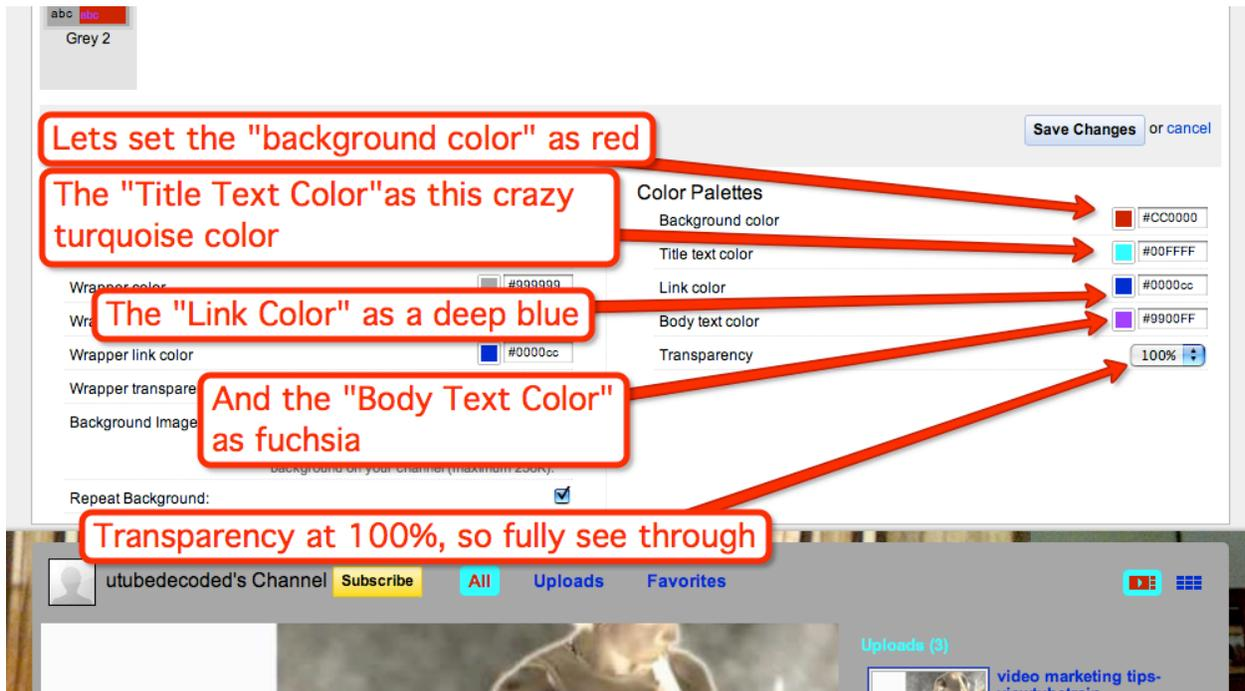 abc abc
Grey 2
Lets set the "background color" as red
Save Changes or cancel
The "Title Text Color"as this crazy
turquoise color
Color Palettes
Background color #CC0000
Title text color #00FFFF
Wrapper color #999999
Link color #0000cc
The "Link Color" as a deep blue
Body text color #9900FF
Wrapper link color #0000cc
Transparency 100%
Wrapper transpare
And the "Body Text Color"
as fuchsia
Background Image
background on your channel (maximum 256K).
Repeat Background:
Transparency at 100%, so fully see through
utubedecoded's Channel Subscribe All Uploads Favorites
Uploads (3)
video marketing tips-